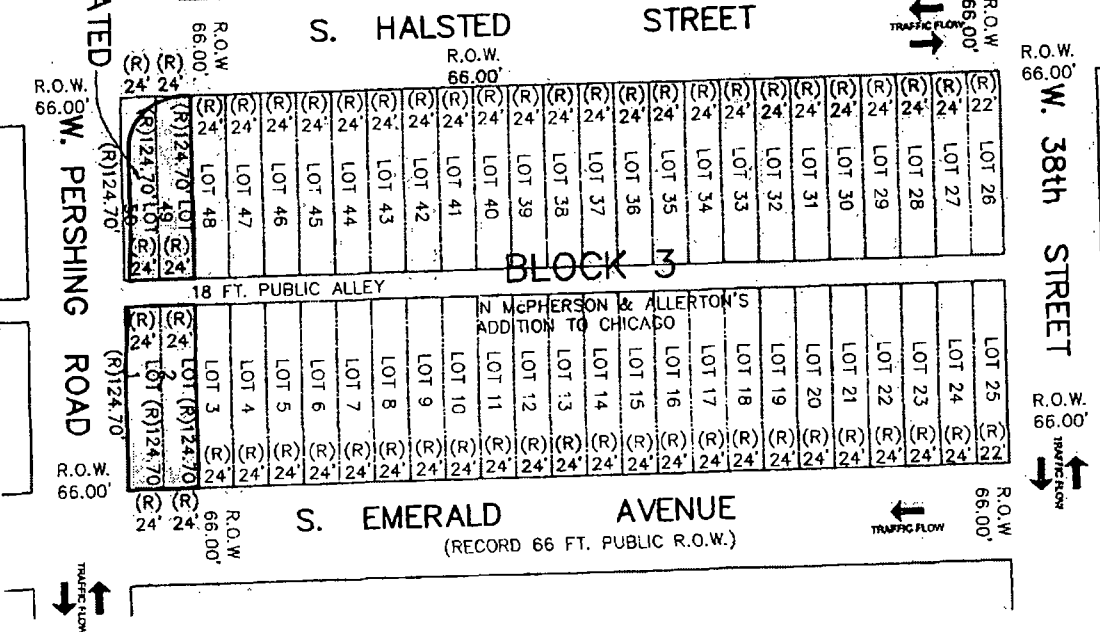 ATED
R.O.W.
66.00'
S. HALSTED STREET
R.O.W.
66.00'
TRAFFIC FLOW
R.O.W.
66.00'
R.O.W.
66.00'
R.O.W.
66.00'
(R) (R)
24' 24'
(R) (R) (R) (R) (R) (R) (R) (R) (R) (R) (R) (R) (R) (R) (R) (R) (R) (R) (R) (R) (R) (R) (R)
24' 24' 24' 24' 24' 24' 24' 24' 24' 24' 24' 24' 24' 24' 24' 24' 24' 24' 24' 24' 24' 24' 22'
(R)124.70'
(R)124.70' LOT 50
(R)124.70' LOT 49
LOT 48
LOT 47
LOT 46
LOT 45
LOT 44
LOT 43
LOT 42
LOT 41
LOT 40
LOT 39
LOT 38
LOT 37
LOT 36
LOT 35
LOT 34
LOT 33
LOT 32
LOT 31
LOT 30
LOT 29
LOT 28
LOT 27
LOT 26
(R) (R)
24' 24'
W. PERSHING ROAD
W. 38th STREET
BLOCK 3
18 FT. PUBLIC ALLEY
IN McPHERSON & ALLERTON'S
ADDITION TO CHICAGO
(R) (R)
24' 24'
(R)124.70'
LOT 1 (R)124.70
LOT 2 (R)124.70
LOT 3
LOT 4
LOT 5
LOT 6
LOT 7
LOT 8
LOT 9
LOT 10
LOT 11
LOT 12
LOT 13
LOT 14
LOT 15
LOT 16
LOT 17
LOT 18
LOT 19
LOT 20
LOT 21
LOT 22
LOT 23
LOT 24
LOT 25
(R) (R) (R) (R) (R) (R) (R) (R) (R) (R) (R) (R) (R) (R) (R) (R) (R) (R) (R) (R) (R) (R) (R)
24' 24' 24' 24' 24' 24' 24' 24' 24' 24' 24' 24' 24' 24' 24' 24' 24' 24' 24' 24' 24' 24' 22'
R.O.W.
66.00'
R.O.W.
66.00'
TRAFFIC FLOW
(R) (R)
24' 24'
R.O.W
66.00'
S. EMERALD AVENUE
(RECORD 66 FT. PUBLIC R.O.W.)
TRAFFIC FLOW
R.O.W
66.00'
TRAFFIC FLOW